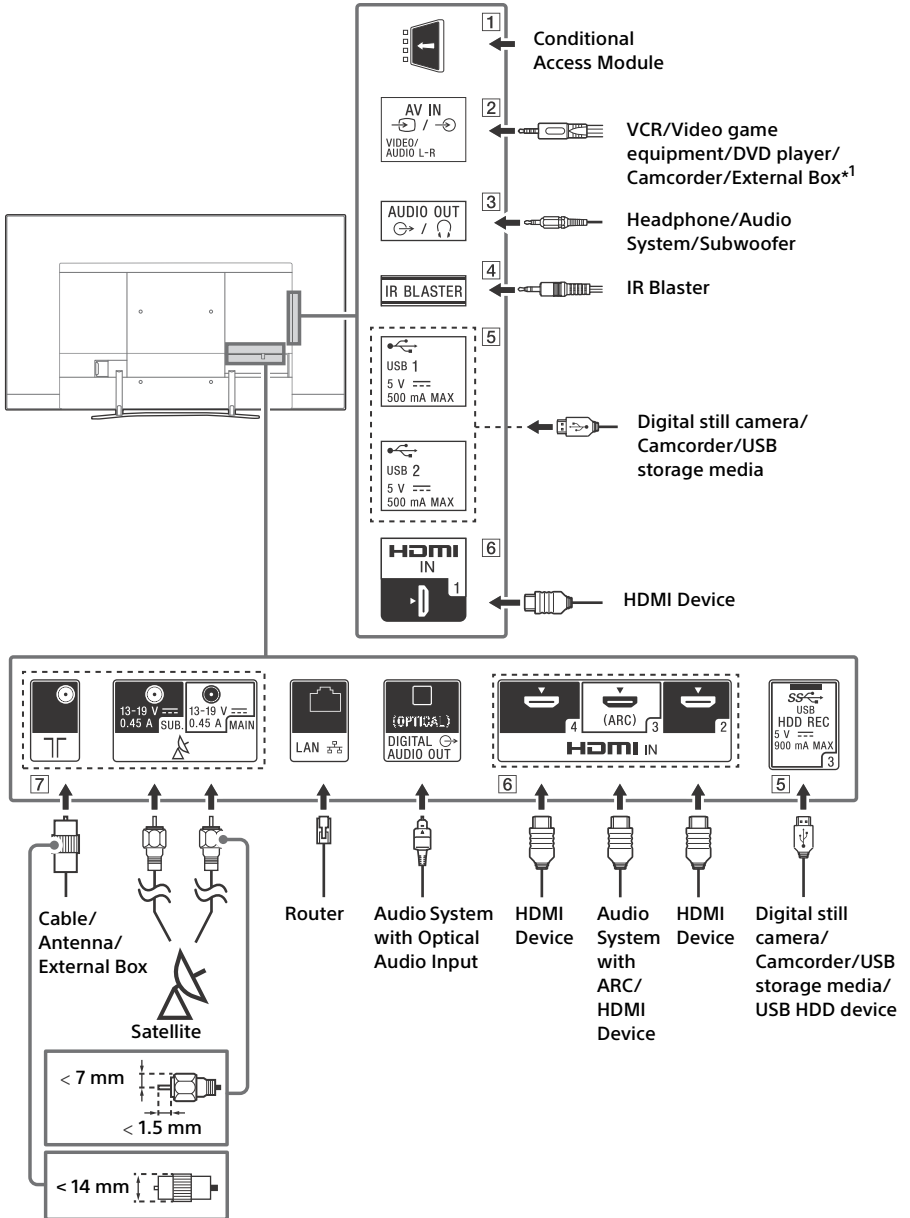 1
Conditional
Access Module
AV IN
/
VIDEO/
AUDIO L-R
2
VCR/Video game
equipment/DVD player/
Camcorder/External Box*1
AUDIO OUT
/
3
Headphone/Audio
System/Subwoofer
IR BLASTER
4
IR Blaster
5
USB 1
5 V
500 mA MAX
USB 2
5 V
500 mA MAX
Digital still camera/
Camcorder/USB
storage media
HDMI
IN
1
6
HDMI Device
13-19 V
0.45 A
SUB.
13-19 V
0.45 A
MAIN
LAN
(OPTICAL)
DIGITAL
AUDIO OUT
4
(ARC)
3
2
HDMI IN
SS
USB
HDD REC
5 V
900 mA MAX
3
7
6
5
Cable/
Antenna/
External Box
Satellite
Router
Audio System
with Optical
Audio Input
HDMI
Device
Audio
System
with
ARC/
HDMI
Device
HDMI
Device
Digital still
camera/
Camcorder/USB
storage media/
USB HDD device
< 7 mm
< 1.5 mm
< 14 mm